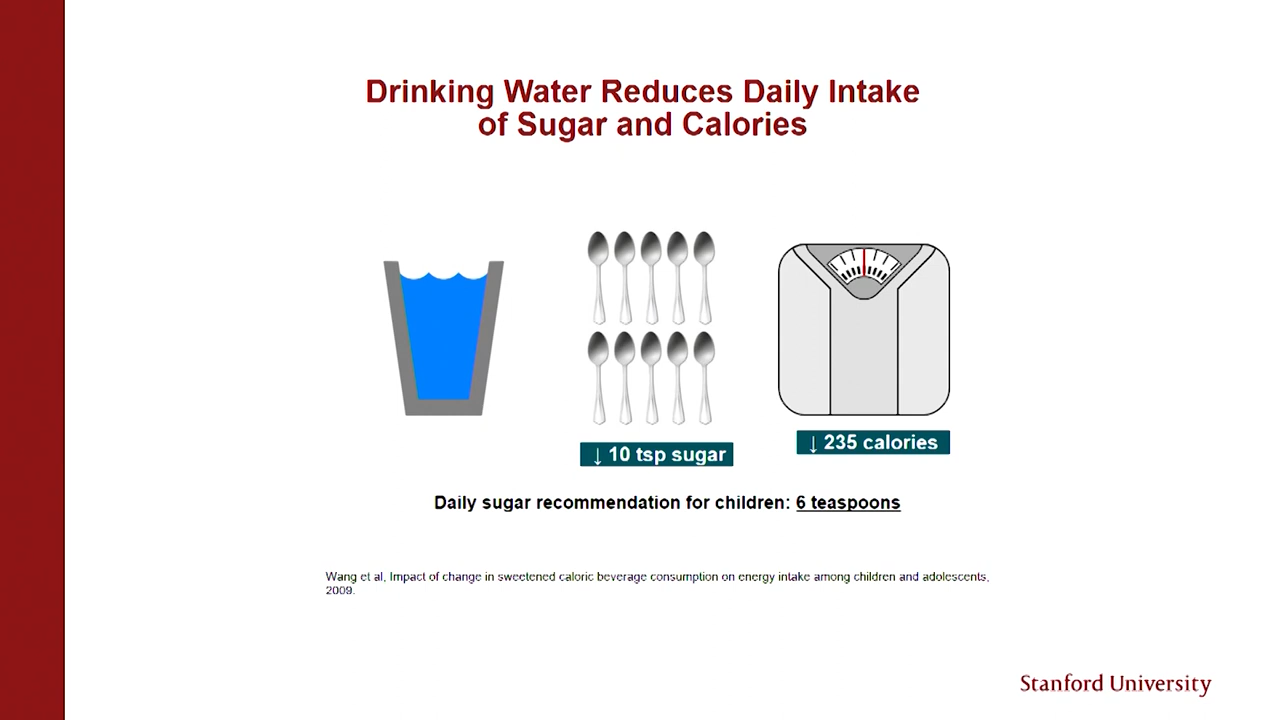 Drinking Water Reduces Daily Intake
of Sugar and Calories
↓ 10 tsp sugar
↓ 235 calories
Daily sugar recommendation for children: 6 teaspoons
Wang et al, Impact of change in sweetened caloric beverage consumption on energy intake among children and adolescents,
2009.
Stanford University